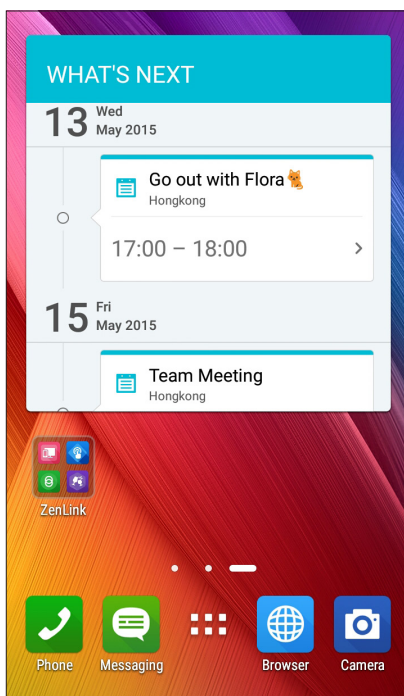 WHAT'S NEXT
13 Wed
May 2015
Go out with Flora🐈
Hongkong
17:00 – 18:00
15 Fri
May 2015
Team Meeting
Hongkong
ZenLink
Phone Messaging Browser Camera